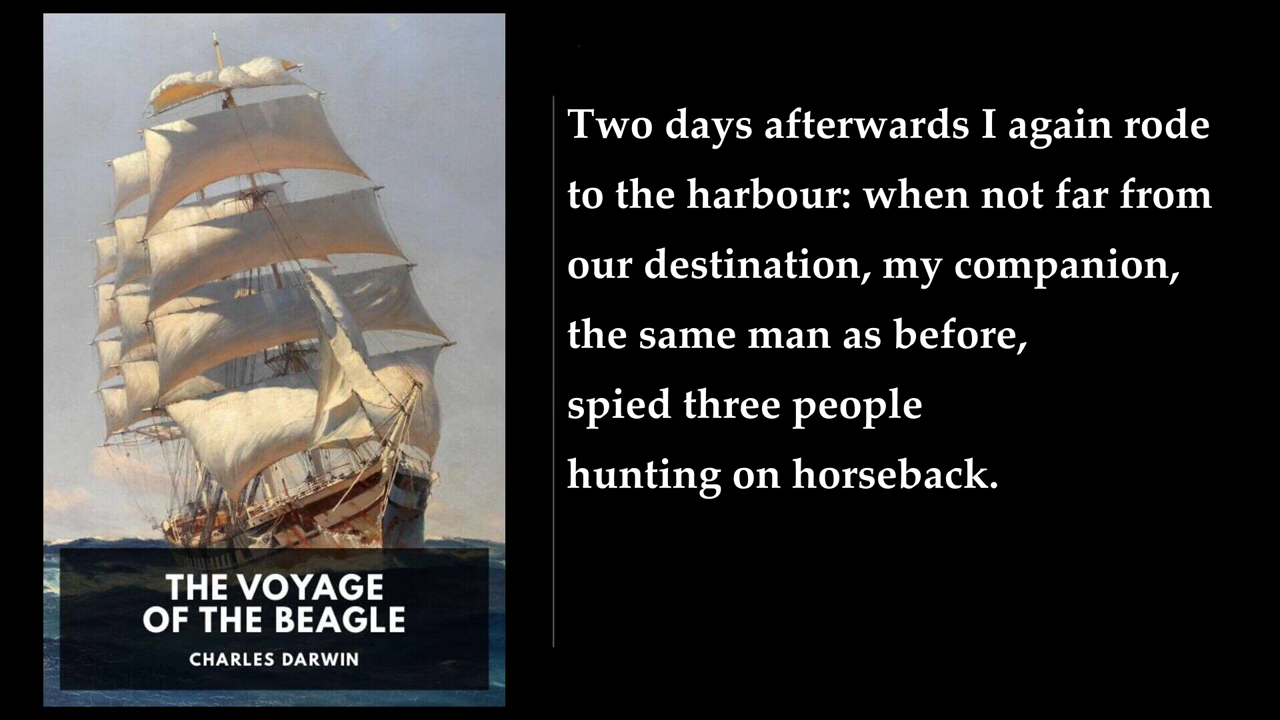 THE VOYAGE
OF THE BEAGLE
CHARLES DARWIN
Two days afterwards I again rode
to the harbour: when not far from
our destination, my companion,
the same man as before,
spied three people
hunting on horseback.